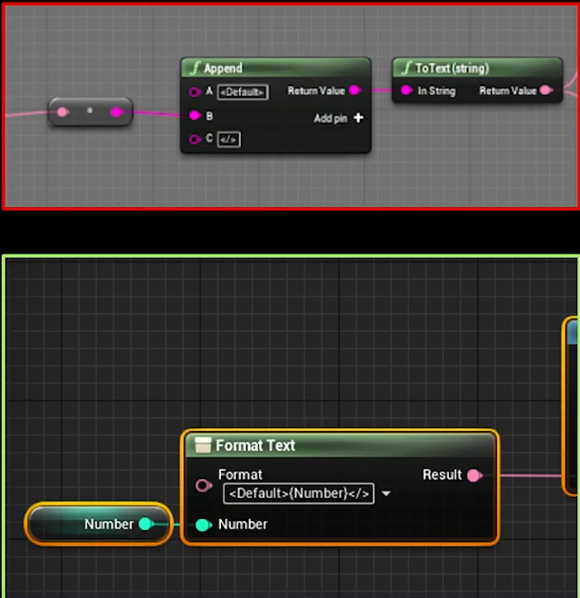 f Append
A <Default> Return Value
B Add pin +
C </>
f ToText (string)
In String Return Value
Format Text
Format Result
<Default>{Number}</>
Number Number